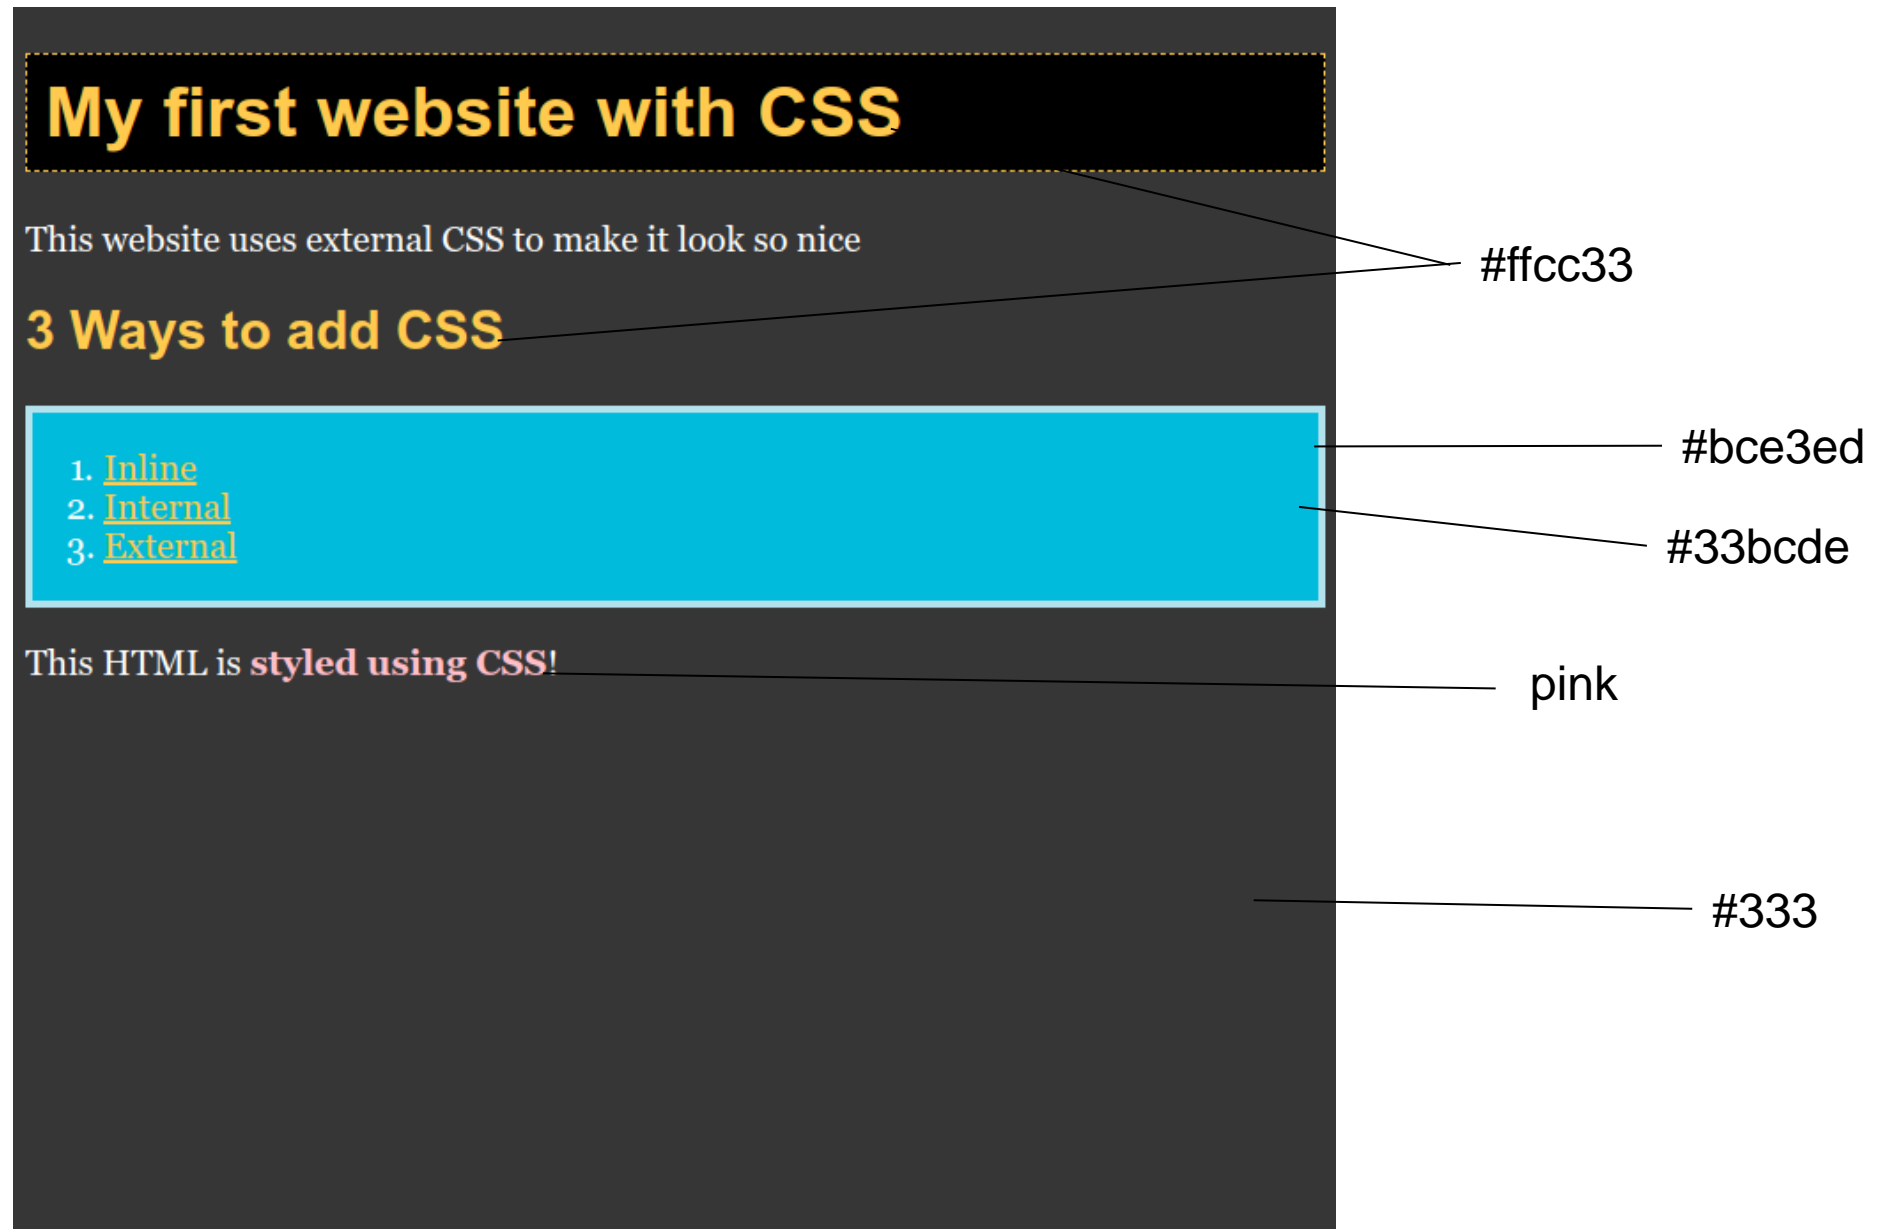 My first website with CSS
This website uses external CSS to make it look so nice
#ffcc33
3 Ways to add CSS
1. Inline
2. Internal
3. External
#bce3ed
#33bcde
This HTML is styled using CSS!
pink
#333